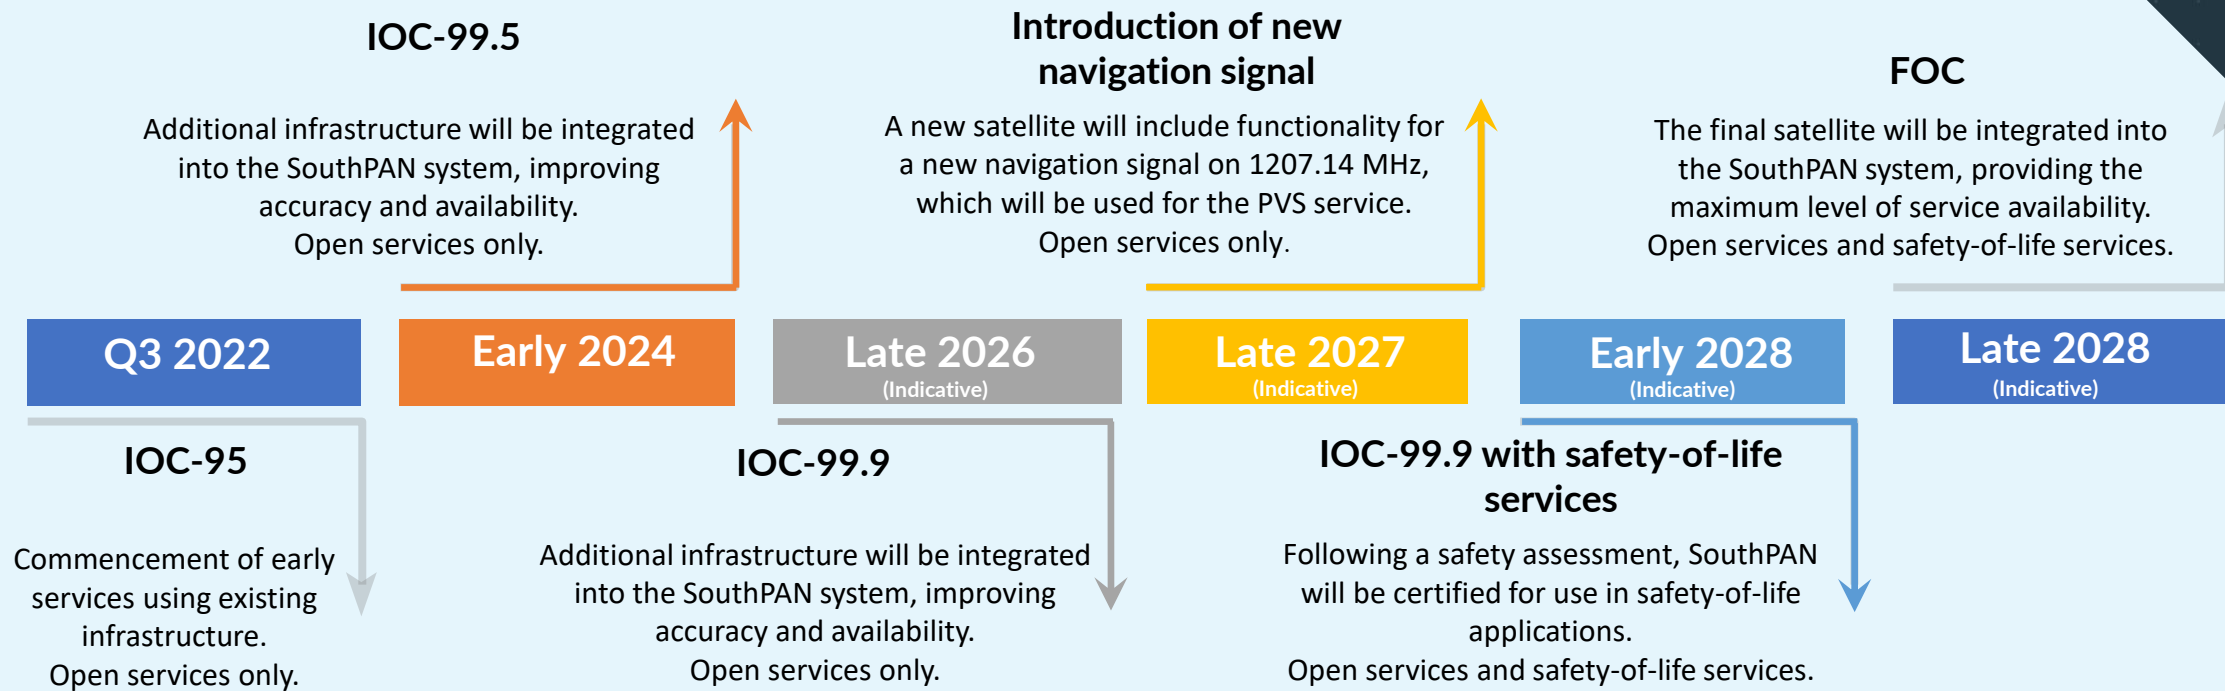 IOC-99.5
Additional infrastructure will be integrated
into the SouthPAN system, improving
accuracy and availability.
Open services only.
Introduction of new
navigation signal
A new satellite will include functionality for
a new navigation signal on 1207.14 MHz,
which will be used for the PVS service.
Open services only.
FOC
The final satellite will be integrated into
the SouthPAN system, providing the
maximum level of service availability.
Open services and safety-of-life services.
Q3 2022
Early 2024
Late 2026
(Indicative)
Late 2027
(Indicative)
Early 2028
(Indicative)
Late 2028
(Indicative)
IOC-95
Commencement of early
services using existing
infrastructure.
Open services only.
IOC-99.9
Additional infrastructure will be integrated
into the SouthPAN system, improving
accuracy and availability.
Open services only.
IOC-99.9 with safety-of-life
services
Following a safety assessment, SouthPAN
will be certified for use in safety-of-life
applications.
Open services and safety-of-life services.